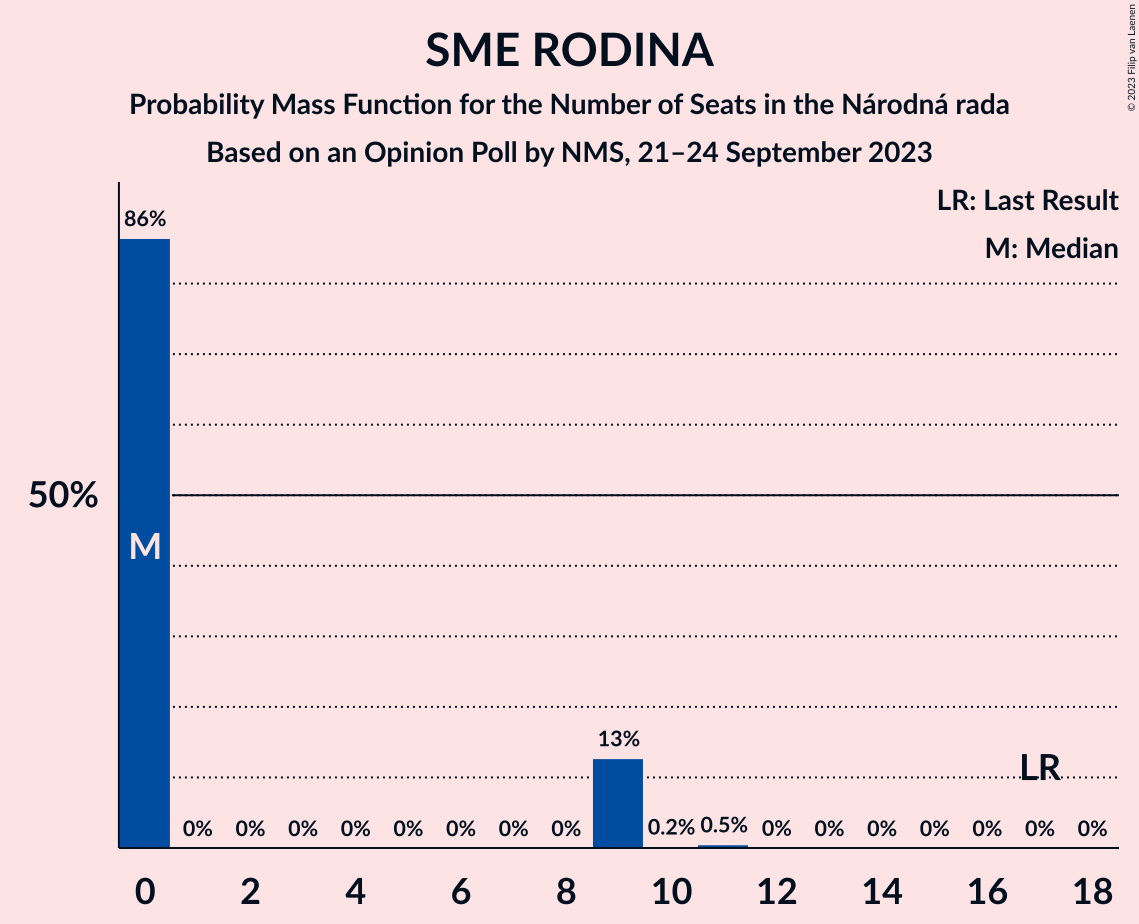 SME RODINA
Probability Mass Function for the Number of Seats in the Národná rada
Based on an Opinion Poll by NMS, 21–24 September 2023
© 2023 Filip van Laenen
LR: Last Result
M: Median
86%
50%
M
13%
LR
0% 0% 0% 0% 0% 0% 0% 0% 0.2% 0.5% 0% 0% 0% 0% 0% 0% 0%
0 2 4 6 8 10 12 14 16 18